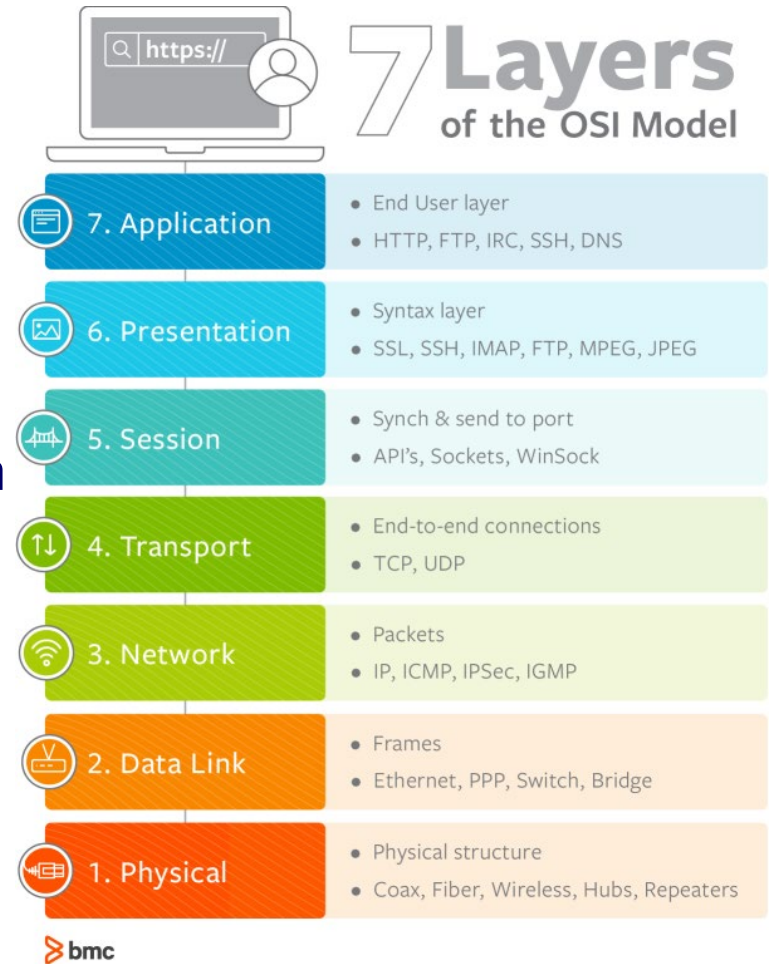 https://
7 Layers
of the OSI Model
7. Application
• End User layer
• HTTP, FTP, IRC, SSH, DNS
6. Presentation
• Syntax layer
• SSL, SSH, IMAP, FTP, MPEG, JPEG
5. Session
• Synch & send to port
• API's, Sockets, WinSock
4. Transport
• End-to-end connections
• TCP, UDP
3. Network
• Packets
• IP, ICMP, IPSec, IGMP
2. Data Link
• Frames
• Ethernet, PPP, Switch, Bridge
1. Physical
• Physical structure
• Coax, Fiber, Wireless, Hubs, Repeaters
bmc